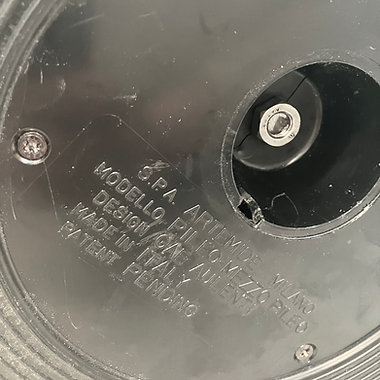 S.P.A. ARTEMIDE MILANO
MODELLO PILEO-MEZZO PILEO
DESIGN/GAE AULENTI
MADE IN ITALY
PATENT PENDING